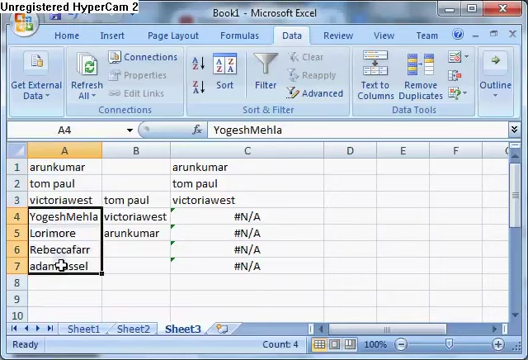 Unregistered HyperCam 2
Book1 - Microsoft Excel
Home Insert Page Layout Formulas Data Review View
Get External Data
Refresh All
Connections
Properties
Edit Links
Connections
Sort
Filter
Clear
Reapply
Advanced
Sort & Filter
Text to Columns
Remove Duplicates
Data Tools
Outline
A4 fx YogeshMehla
A B C D E F
1 arunkumar arunkumar
2 tom paul tom paul
3 victoriawest tom paul victoriawest
4 YogeshMehla victoriawest #N/A
5 Lorimore arunkumar #N/A
6 Rebeccafarr #N/A
7 #N/A
8
9
10
Sheet1 Sheet2 Sheet3
Ready Count: 4 100%